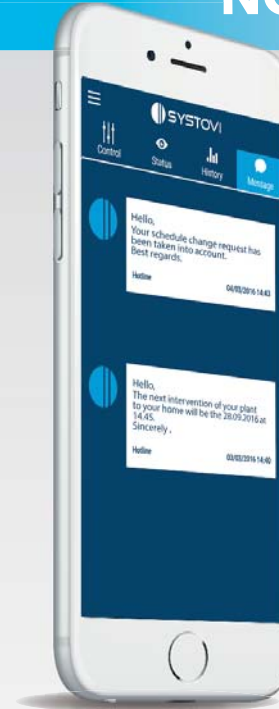 SYSTOVI
Control
Status
History
Message
Hello,
Your schedule change request has
been taken into account.
Best regards.
Hotline
04/03/2016 14:43
Hello,
The next intervention of your plant
to your home will be the 28.09.2016 at
14.45.
Sincerely ,
Hotline
03/03/2016 14:40